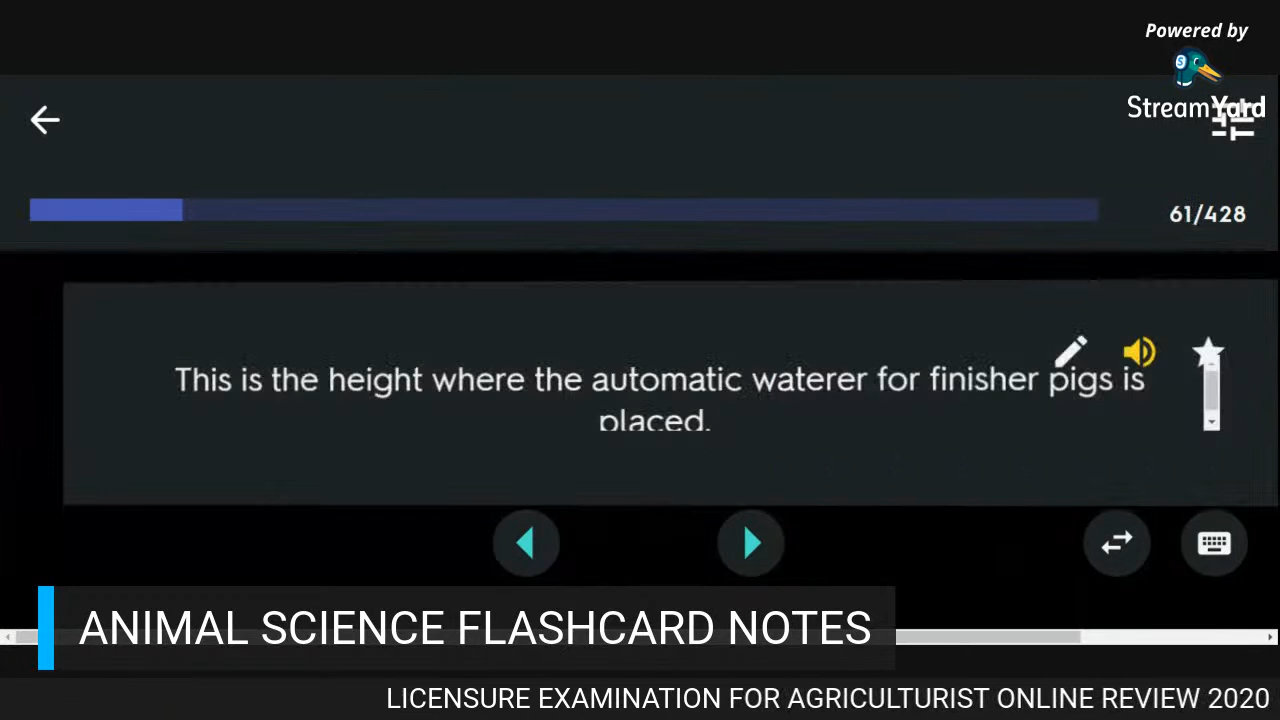 Powered by
StreamYard
61/428
This is the height where the automatic waterer for finisher pigs is
placed.
ANIMAL SCIENCE FLASHCARD NOTES
LICENSURE EXAMINATION FOR AGRICULTURIST ONLINE REVIEW 2020